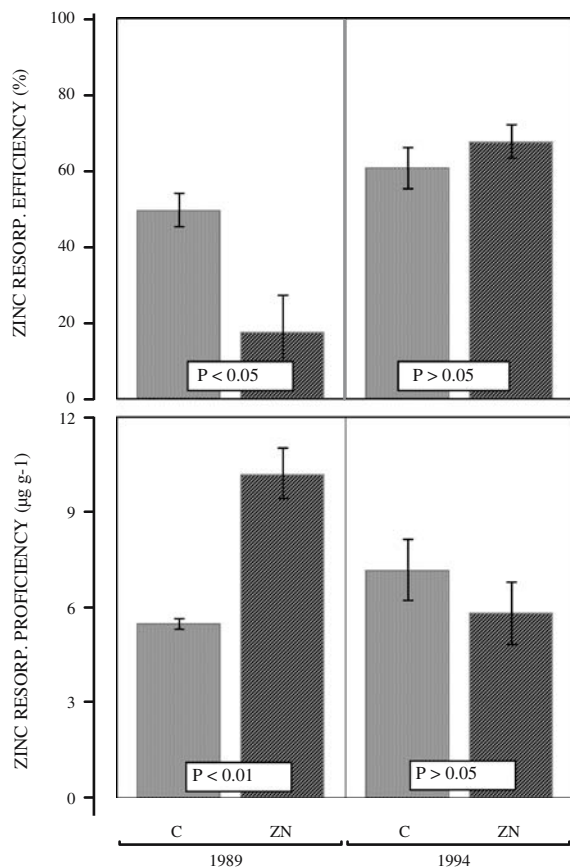 ZINC RESORP. EFFICIENCY (%)
100
80
60
40
20
0
P < 0.05
P > 0.05
ZINC RESORP. PROFICIENCY (µg g-1)
12
9
6
3
0
P < 0.01
P > 0.05
C ZN C ZN
1989 1994